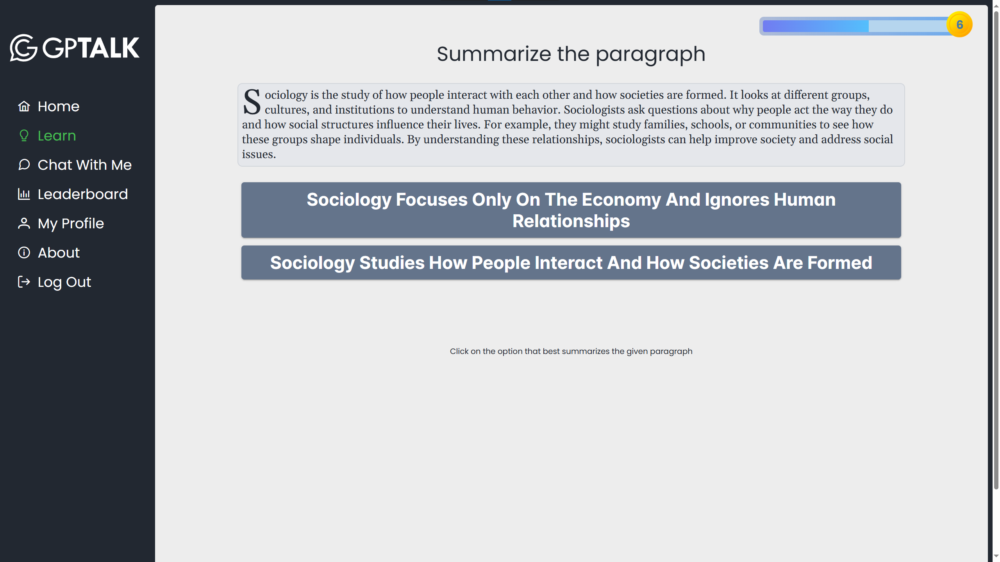 GPTALK
Home
Learn
Chat With Me
Leaderboard
My Profile
About
Log Out
6
Summarize the paragraph
Sociology is the study of how people interact with each other and how societies are formed. It looks at different groups,
cultures, and institutions to understand human behavior. Sociologists ask questions about why people act the way they do
and how social structures influence their lives. For example, they might study families, schools, or communities to see how
these groups shape individuals. By understanding these relationships, sociologists can help improve society and address social
issues.
Sociology Focuses Only On The Economy And Ignores Human
Relationships
Sociology Studies How People Interact And How Societies Are Formed
Click on the option that best summarizes the given paragraph